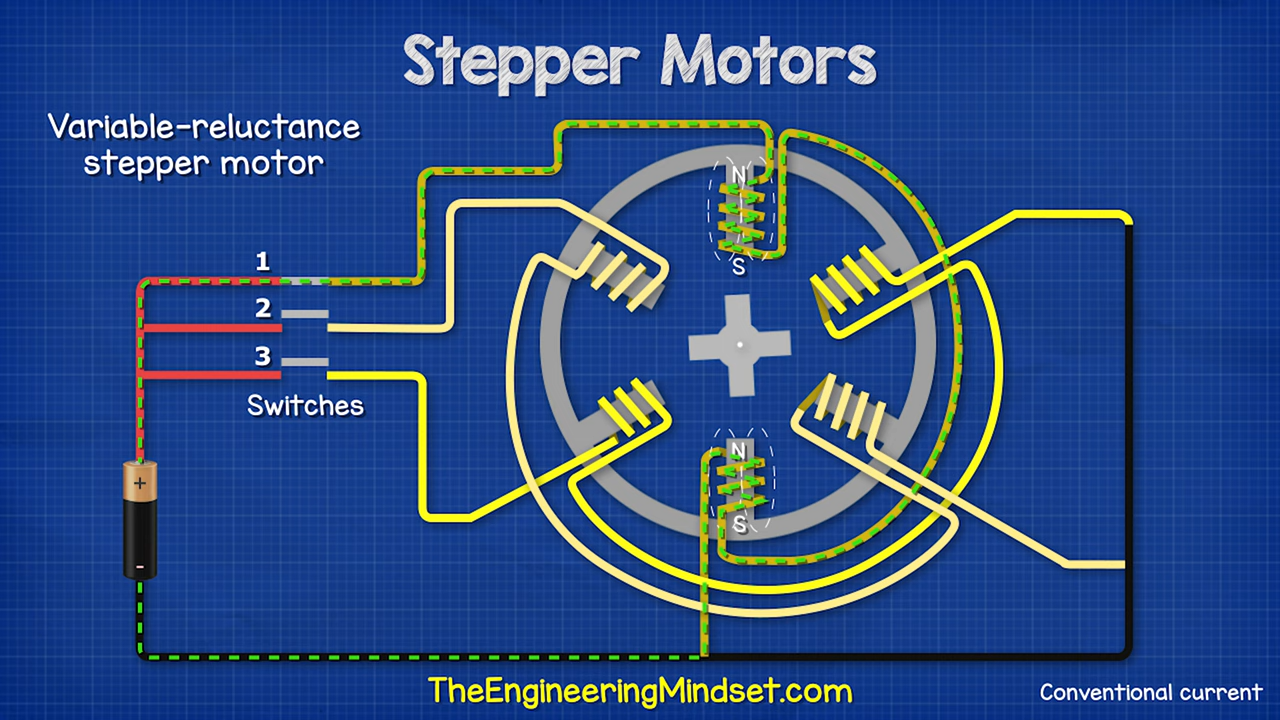 Stepper Motors
Variable-reluctance
stepper motor
1
2
3
Switches
+
-
N
S
N
S
TheEngineeringMindset.com
Conventional current